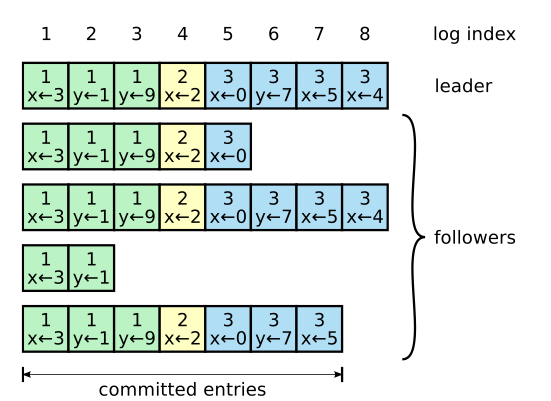 1 2 3 4 5 6 7 8 log index
1 1 1 2 3 3 3 3
x←3 y←1 y←9 x←2 x←0 y←7 x←5 x←4
leader
1 1 1 2 3
x←3 y←1 y←9 x←2 x←0
1 1 1 2 3 3 3 3
x←3 y←1 y←9 x←2 x←0 y←7 x←5 x←4
followers
1 1
x←3 y←1
1 1 1 2 3 3 3
x←3 y←1 y←9 x←2 x←0 y←7 x←5
committed entries